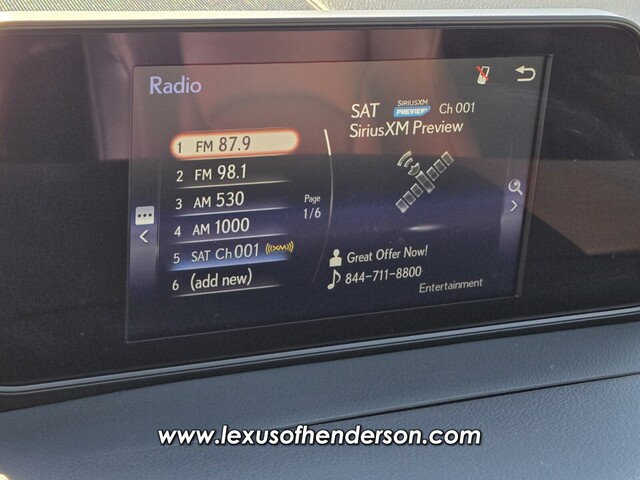 Radio
SAT SIRIUSXM PREVIEW Ch 001
SiriusXM Preview
1 FM 87.9
2 FM 98.1
3 AM 530
4 AM 1000
5 SAT Ch 001 ((XM))
6 (add new)
Page
1/6
Great Offer Now!
844-711-8800
Entertainment
www.lexusofhenderson.com